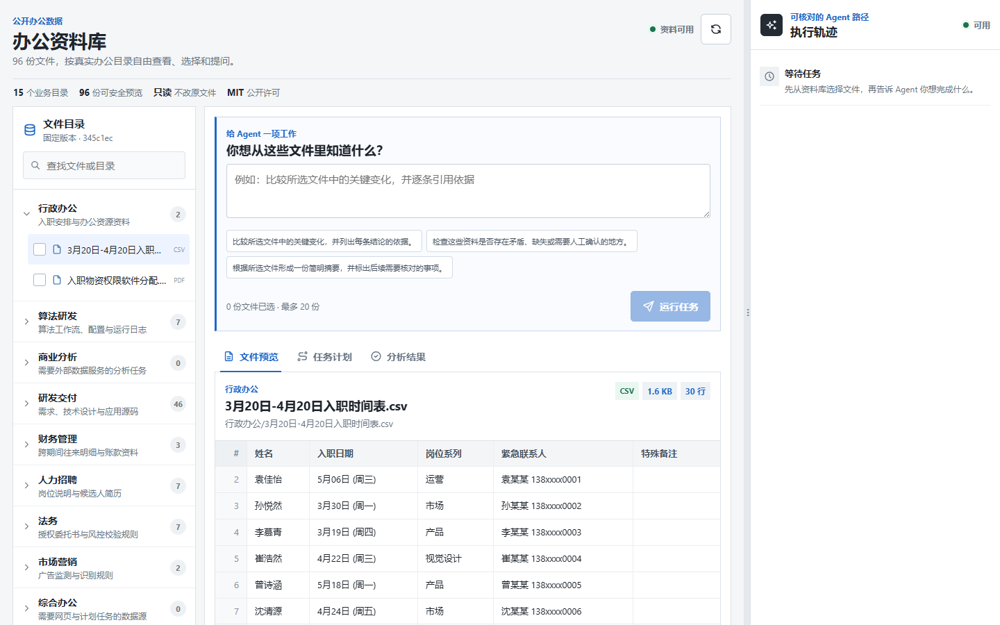 公开办公数据
办公资料库
96 份文件，按真实办公目录自由查看、选择和提问。
资料可用
15 个业务目录 96 份可安全预览 只读 不改原文件 MIT 公开许可
文件目录
固定版本 · 345c1ec
查找文件或目录
行政办公
入职安排与办公资源资料
2
3月20日-4月20日入职... CSV
入职物资权限软件分配.... PDF
算法研发
算法工作流、配置与运行日志
7
商业分析
需要外部数据服务的分析任务
0
研发交付
需求、技术设计与应用源码
46
财务管理
跨期间往来明细与账款资料
3
人力招聘
岗位说明与候选人简历
7
法务
授权委托书与风控校验规则
7
市场营销
广告监测与识别规则
2
综合办公
需要网页与计划任务的数据源
0
给 Agent 一项工作
你想从这些文件里知道什么？
例如：比较所选文件中的关键变化，并逐条引用依据
比较所选文件中的关键变化，并列出每条结论的依据。
检查这些资料是否存在矛盾、缺失或需要人工确认的地方。
根据所选文件形成一份简明摘要，并标出后续需要核对的事项。
0 份文件已选 · 最多 20 份
运行任务
文件预览 任务计划 分析结果
行政办公
3月20日-4月20日入职时间表.csv
行政办公/3月20日-4月20日入职时间表.csv
CSV 1.6 KB 30 行
# 姓名 入职日期 岗位系列 紧急联系人 特殊备注
2 袁佳怡 5月06日 (周三) 运营 袁某某 138xxxx0001
3 孙悦然 3月30日 (周一) 市场 孙某某 138xxxx0002
4 李慕青 3月19日 (周四) 产品 李某某 138xxxx0003
5 崔浩然 4月22日 (周三) 视觉设计 崔某某 138xxxx0004
6 曾诗涵 5月18日 (周一) 产品 曾某某 138xxxx0005
7 沈清源 4月24日 (周五) 市场 沈某某 138xxxx0006
可核对的 Agent 路径
执行轨迹
可用
等待任务
先从资料库选择文件，再告诉 Agent 你想完成什么。